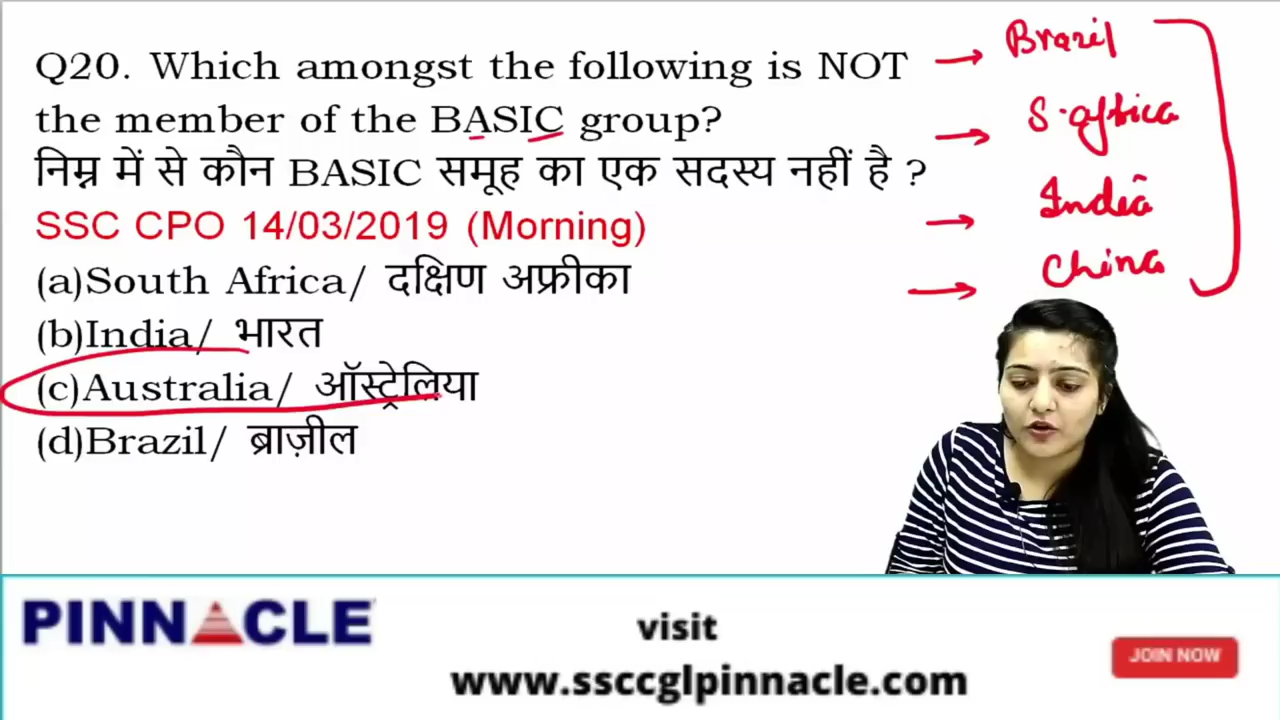 Q20. Which amongst the following is NOT
the member of the BASIC group?
निम्न में से कौन BASIC समूह का एक सदस्य नहीं है ?
SSC CPO 14/03/2019 (Morning)
(a)South Africa/ दक्षिण अफ्रीका
(b)India/ भारत
(c)Australia/ ऑस्ट्रेलिया
(d)Brazil/ ब्राज़ील
Brazil
S.africa
India
China
PINNACLE
visit
www.ssccglpinnacle.com
JOIN NOW